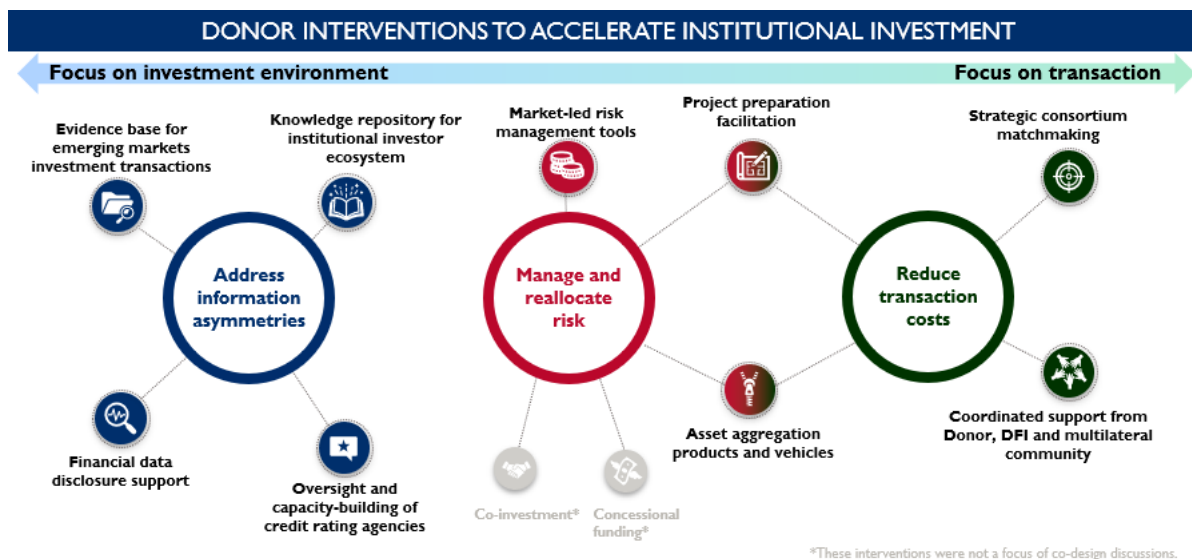 DONOR INTERVENTIONS TO ACCELERATE INSTITUTIONAL INVESTMENT
Focus on investment environment
Focus on transaction
Evidence base for
emerging markets
investment transactions
Knowledge repository for
institutional investor
ecosystem
Market-led risk
management tools
Project preparation
facilitation
Strategic consortium
matchmaking
Address
information
asymmetries
Manage and
reallocate
risk
Reduce
transaction
costs
Financial data
disclosure support
Oversight and
capacity-building of
credit rating agencies
Co-investment*
Concessional
funding*
Asset aggregation
products and vehicles
Coordinated support from
Donor, DFI and multilateral
community
*These interventions were not a focus of co-design discussions.